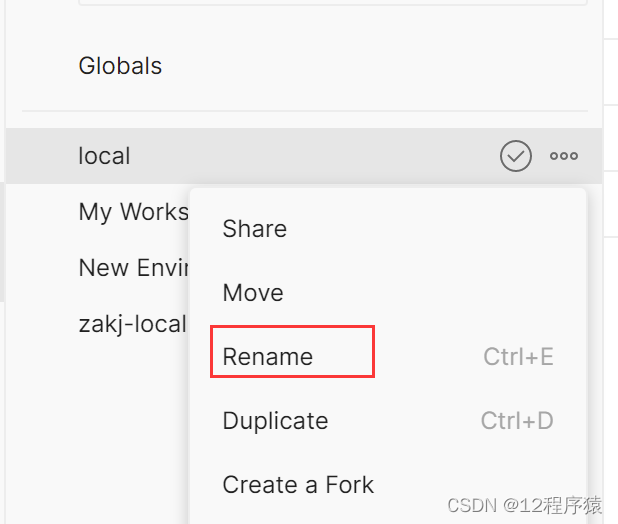 Globals
local
My Works
New Envir
zakj-local
Share
Move
Rename Ctrl+E
Duplicate Ctrl+D
Create a Fork
CSDN @12程序猿